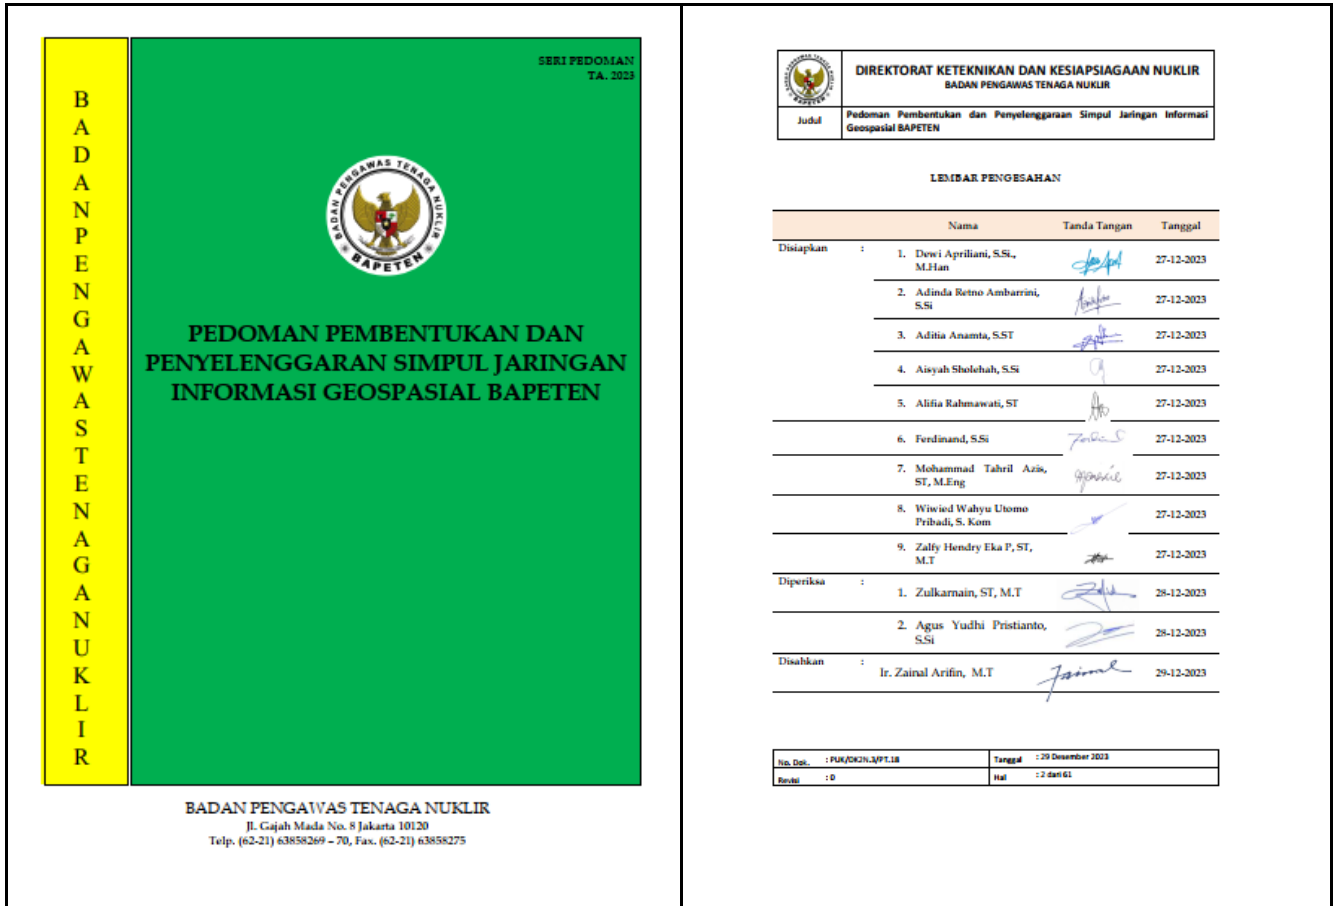 SERI PEDOMAN
TA. 2023
B
A
D
A
N
P
E
N
G
A
W
A
S
T
E
N
A
G
A
N
U
K
L
I
R
BADAN PENGAWAS TENAGA NUKLIR
BAPETEN
PEDOMAN PEMBENTUKAN DAN
PENYELENGGARAN SIMPUL JARINGAN
INFORMASI GEOSPASIAL BAPETEN
BADAN PENGAWAS TENAGA NUKLIR
Jl. Gajah Mada No. 8 Jakarta 10120
Telp. (62-21) 63858269 – 70, Fax. (62-21) 63858275
DIREKTORAT KETEKNIKAN DAN KESIAPSIAGAAN NUKLIR
BADAN PENGAWAS TENAGA NUKLIR
BAPETEN
Judul
Pedoman Pembentukan dan Penyelenggaraan Simpul Jaringan Informasi
Geospasial BAPETEN
LEMBAR PENGESAHAN
Nama Tanda Tangan Tanggal
Disiapkan : 1. Dewi Apriliani, S.Si.,
M.Han 27-12-2023
2. Adinda Retno Ambarrini,
S.Si 27-12-2023
3. Aditia Anamta, S.ST 27-12-2023
4. Aisyah Sholehah, S.Si 27-12-2023
5. Alifia Rahmawati, ST 27-12-2023
6. Ferdinand, S.Si 27-12-2023
7. Mohammad Tahril Azis,
ST, M.Eng 27-12-2023
8. Wiwied Wahyu Utomo
Pribadi, S. Kom 27-12-2023
9. Zalfy Hendry Eka P, ST,
M.T 27-12-2023
Diperiksa : 1. Zulkarnain, ST, M.T 28-12-2023
2. Agus Yudhi Pristianto,
S.Si 28-12-2023
Disahkan : Ir. Zainal Arifin, M.T 29-12-2023
No. Dok. : PUK/DK2N.3/PT.18 Tanggal : 29 Desember 2023
Revisi : 0 Hal : 2 dari 61